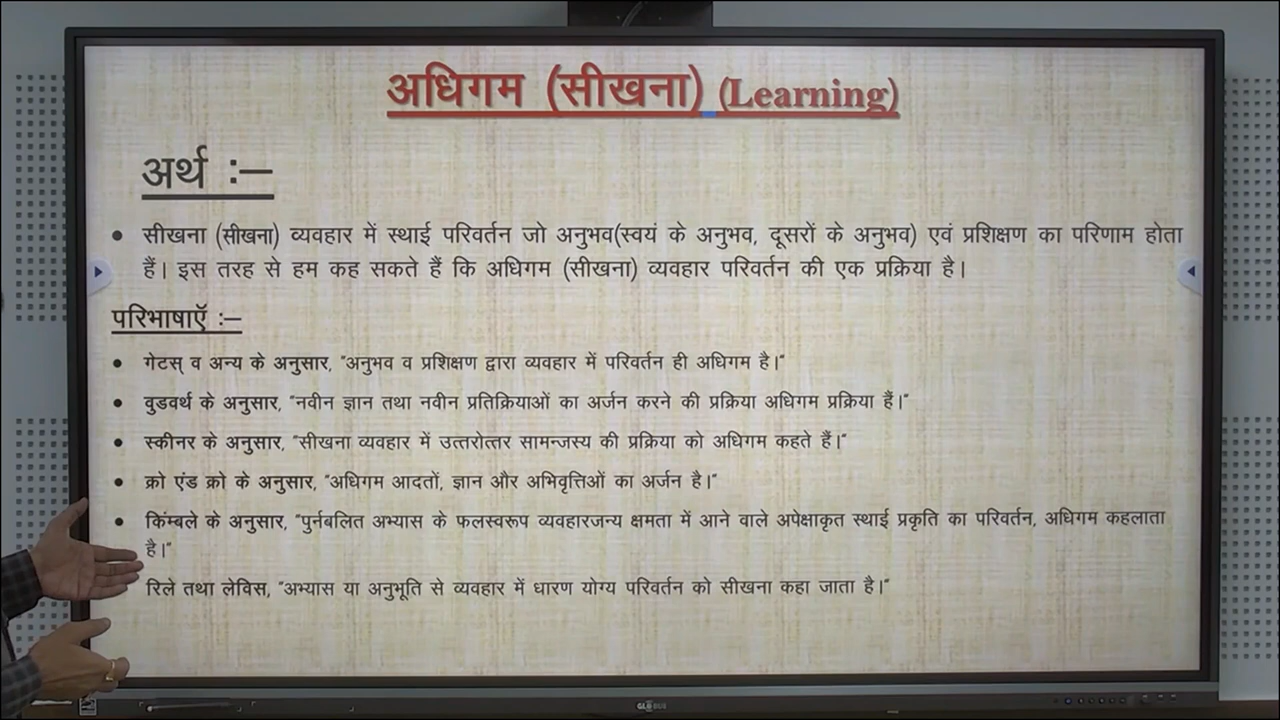 अधिगम (सीखना) (Learning)
अर्थ :–
• सीखना (सीखना) व्यवहार में स्थाई परिवर्तन जो अनुभव(स्वयं के अनुभव, दूसरों के अनुभव) एवं प्रशिक्षण का परिणाम होता
हैं। इस तरह से हम कह सकते हैं कि अधिगम (सीखना) व्यवहार परिवर्तन की एक प्रक्रिया है।
परिभाषाऍ :–
• गेटस् व अन्य के अनुसार, "अनुभव व प्रशिक्षण द्वारा व्यवहार में परिवर्तन ही अधिगम है।"
• वुडवर्थ के अनुसार, "नवीन ज्ञान तथा नवीन प्रतिक्रियाओं का अर्जन करने की प्रक्रिया अधिगम प्रक्रिया हैं।"
• स्कीनर के अनुसार, "सीखना व्यवहार में उत्तरोत्तर सामन्जस्य की प्रक्रिया को अधिगम कहते हैं।"
• क्रो एंड क्रो के अनुसार, "अधिगम आदतों, ज्ञान और अभिवृत्तिओं का अर्जन है।"
• किंम्बले के अनुसार, "पुर्नबलित अभ्यास के फलस्वरूप व्यवहारजन्य क्षमता में आने वाले अपेक्षाकृत स्थाई प्रकृति का परिवर्तन, अधिगम कहलाता
है।"
रिले तथा लेविस, "अभ्यास या अनुभूति से व्यवहार में धारण योग्य परिवर्तन को सीखना कहा जाता है।"
GLOBUS